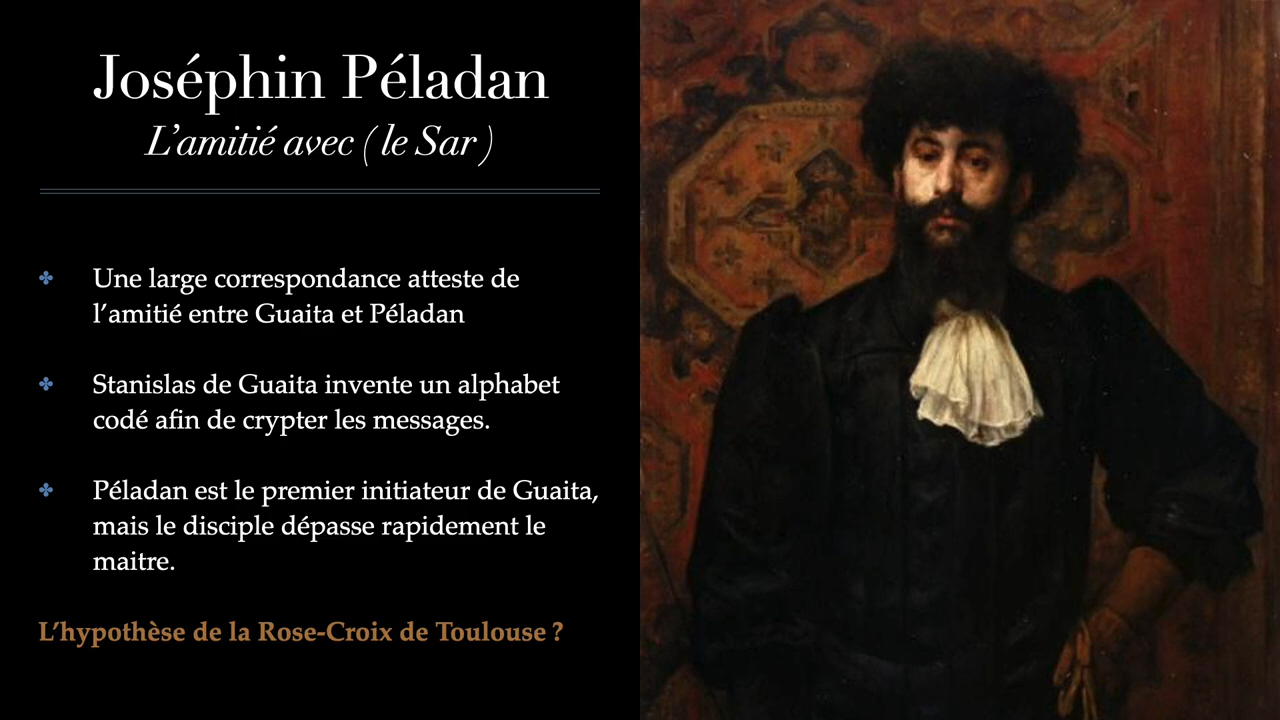 Joséphin Péladan
L’amitié avec ( le Sar )
Une large correspondance atteste de
l’amitié entre Guaita et Péladan
Stanislas de Guaita invente un alphabet
codé afin de crypter les messages.
Péladan est le premier initiateur de Guaita,
mais le disciple dépasse rapidement le
maitre.
L’hypothèse de la Rose-Croix de Toulouse ?